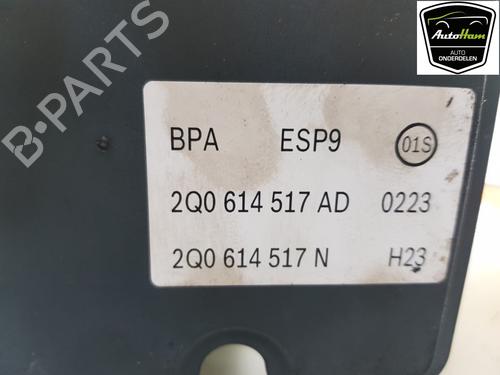 AutoHam
AUTO
ONDERDELEN
BPA ESP9 01S
2Q0 614 517 AD 0223
2Q0 614 517 N H23
B-PARTS